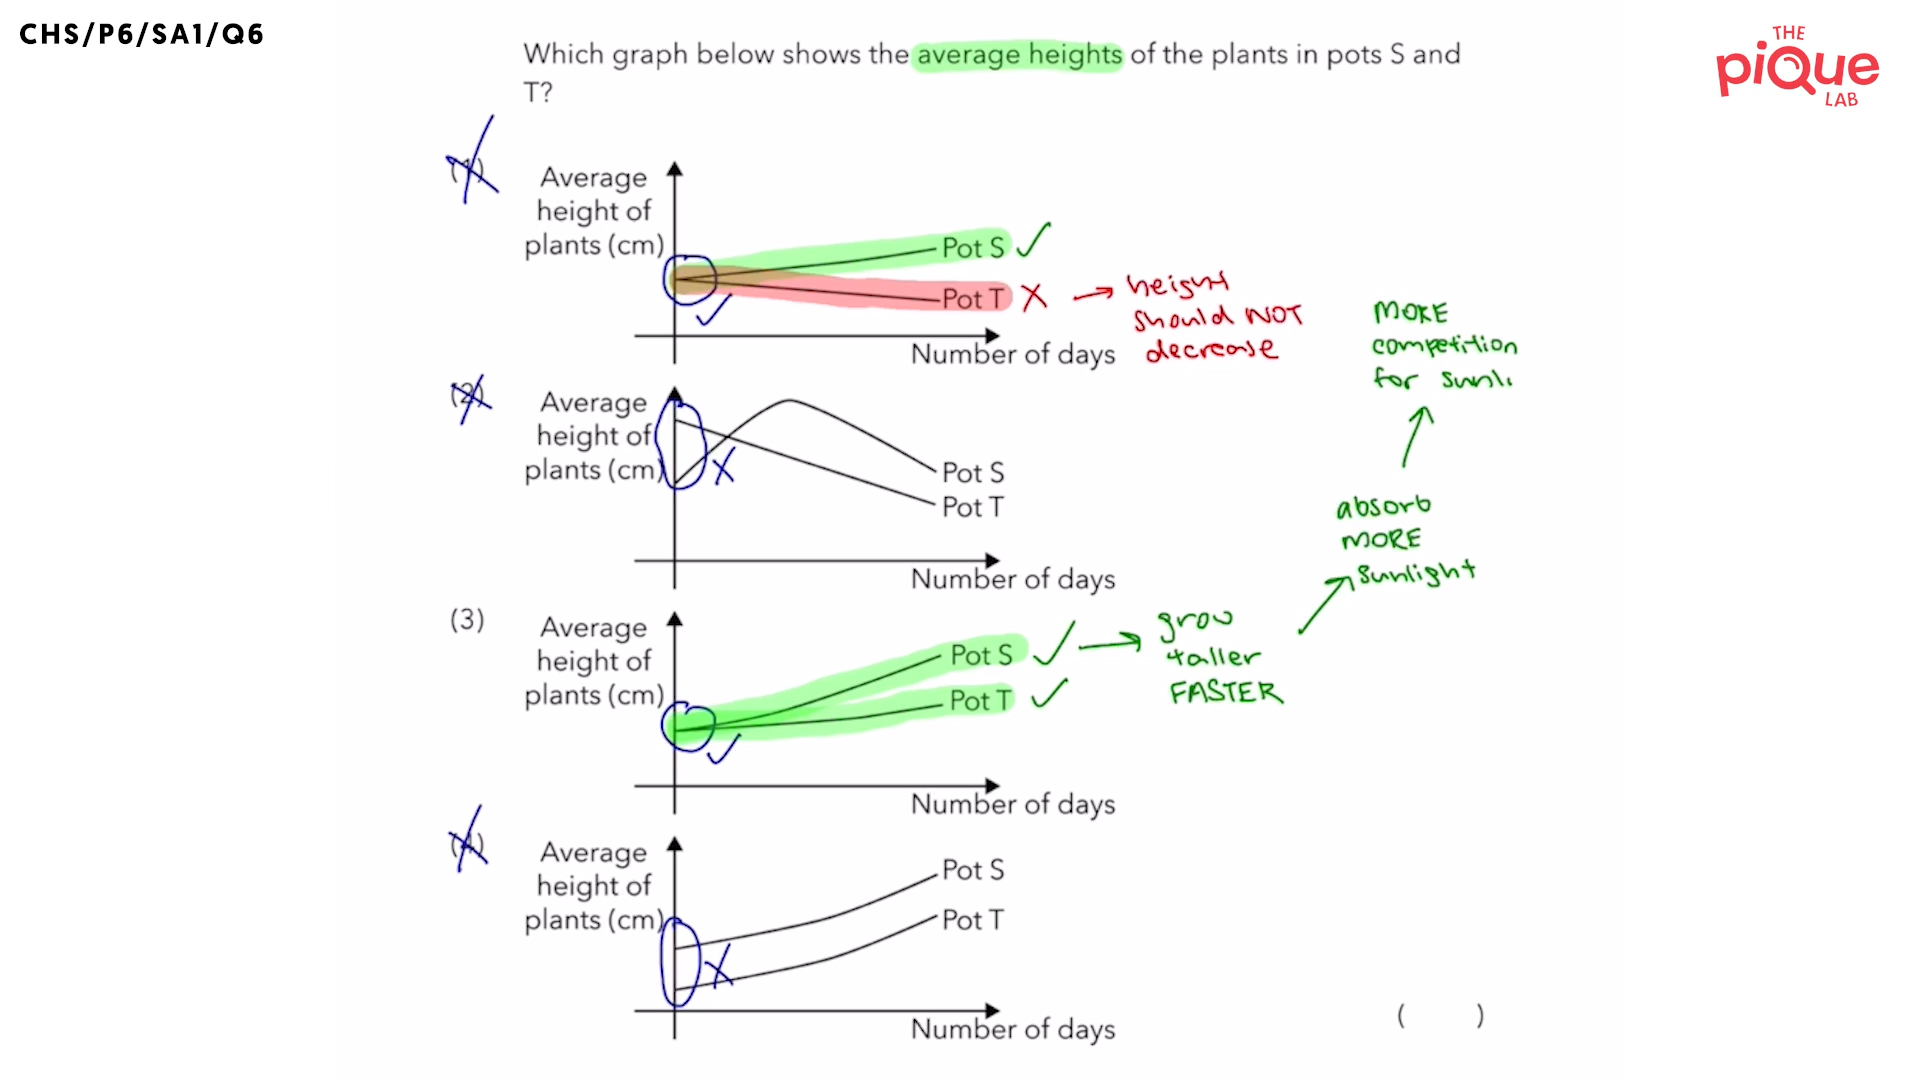 CHS/P6/SA1/Q6
THE
piQue
LAB
Which graph below shows the average heights of the plants in pots S and
T?
(1)
Average
height of
plants (cm)
Pot S
Pot T
Number of days
height
should NOT
decrease
(2)
Average
height of
plants (cm)
Pot S
Pot T
Number of days
(3)
Average
height of
plants (cm)
Pot S
Pot T
Number of days
grow
taller
FASTER
absorb
MORE
sunlight
MORE
competition
for sunli
(4)
Average
height of
plants (cm)
Pot S
Pot T
Number of days
( )